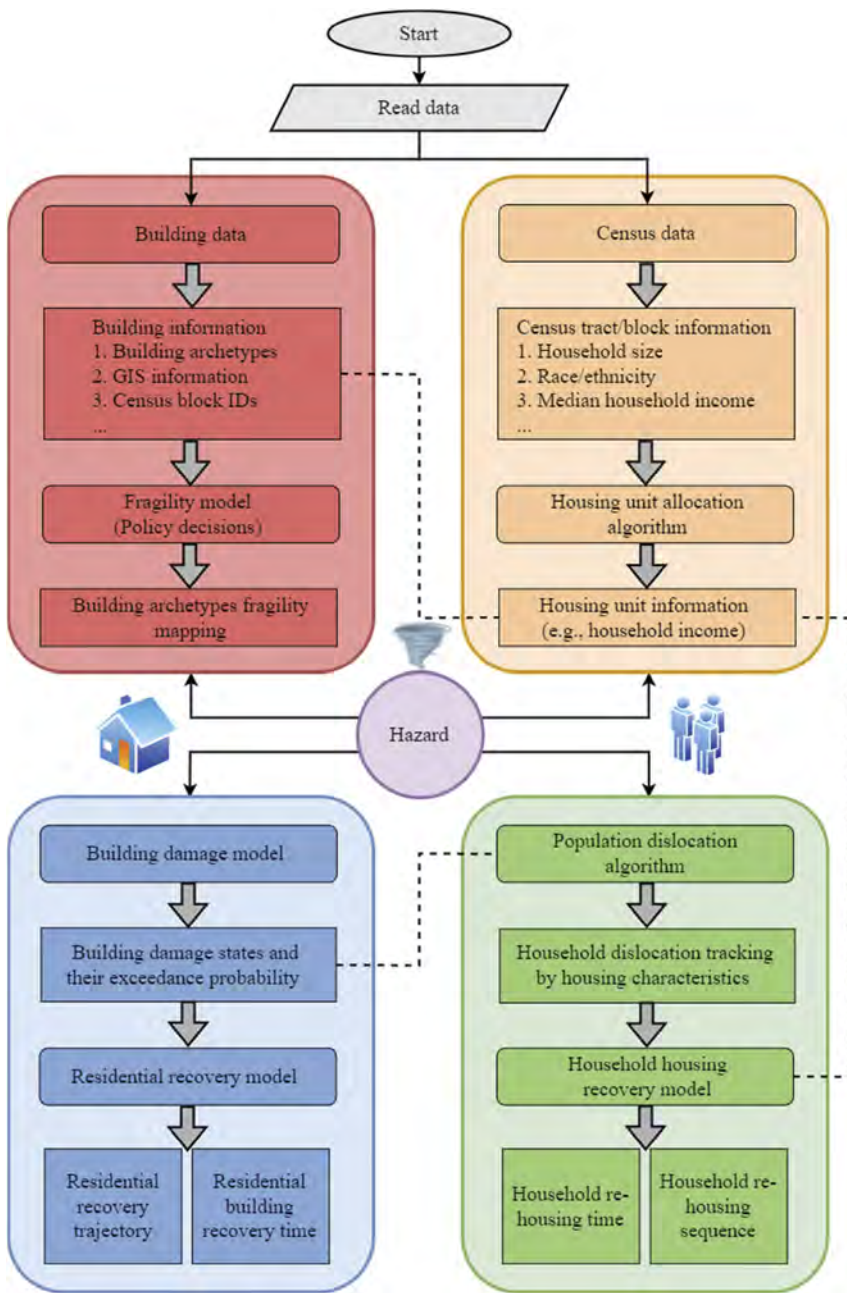 Start
Read data
Building data
Building information
1. Building archetypes
2. GIS information
3. Census block IDs
...
Fragility model
(Policy decisions)
Building archetypes fragility
mapping
Census data
Census tract/block information
1. Household size
2. Race/ethnicity
3. Median household income
...
Housing unit allocation
algorithm
Housing unit information
(e.g., household income)
Hazard
Building damage model
Building damage states and
their exceedance probability
Residential recovery model
Residential
recovery
trajectory
Residential
building
recovery time
Population dislocation
algorithm
Household dislocation tracking
by housing characteristics
Household housing
recovery model
Household re-
housing time
Household re-
housing
sequence